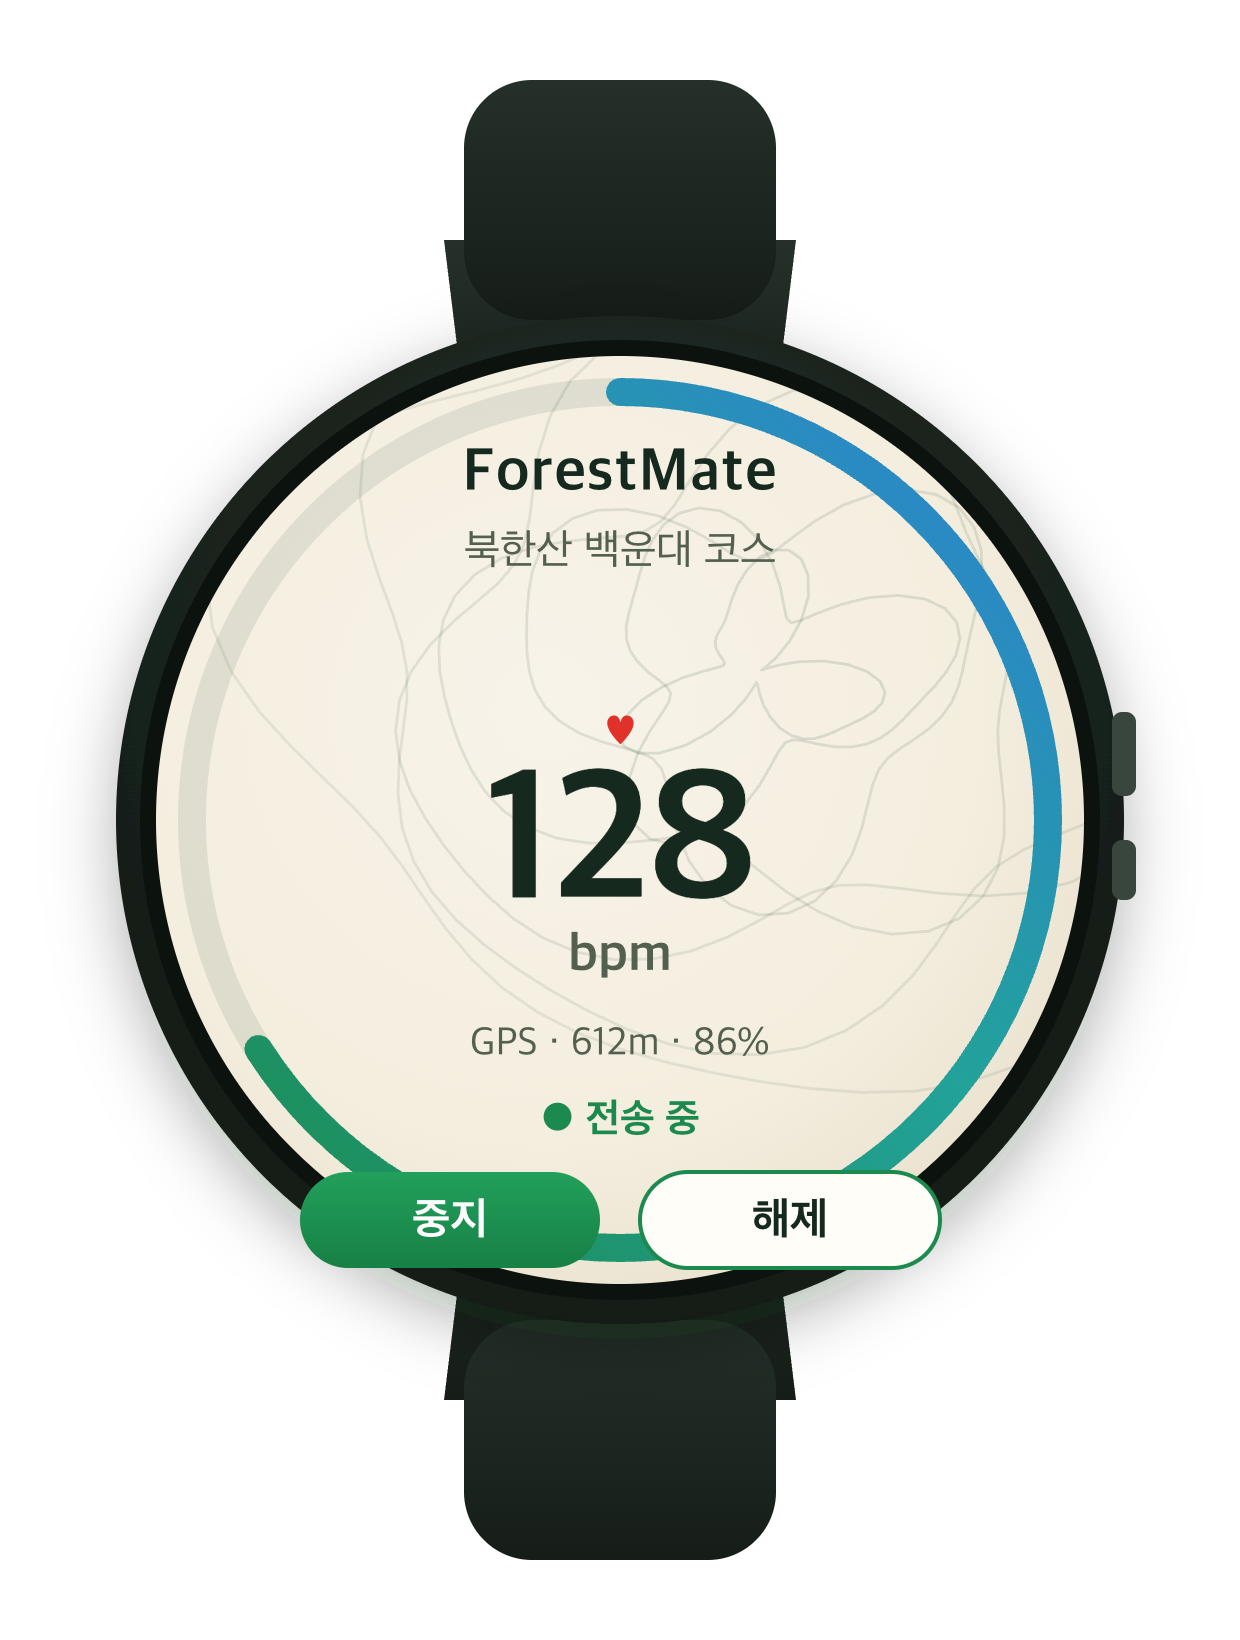 ForestMate
북한산 백운대 코스
128
bpm
GPS · 612m · 86%
전송 중
중지 해제